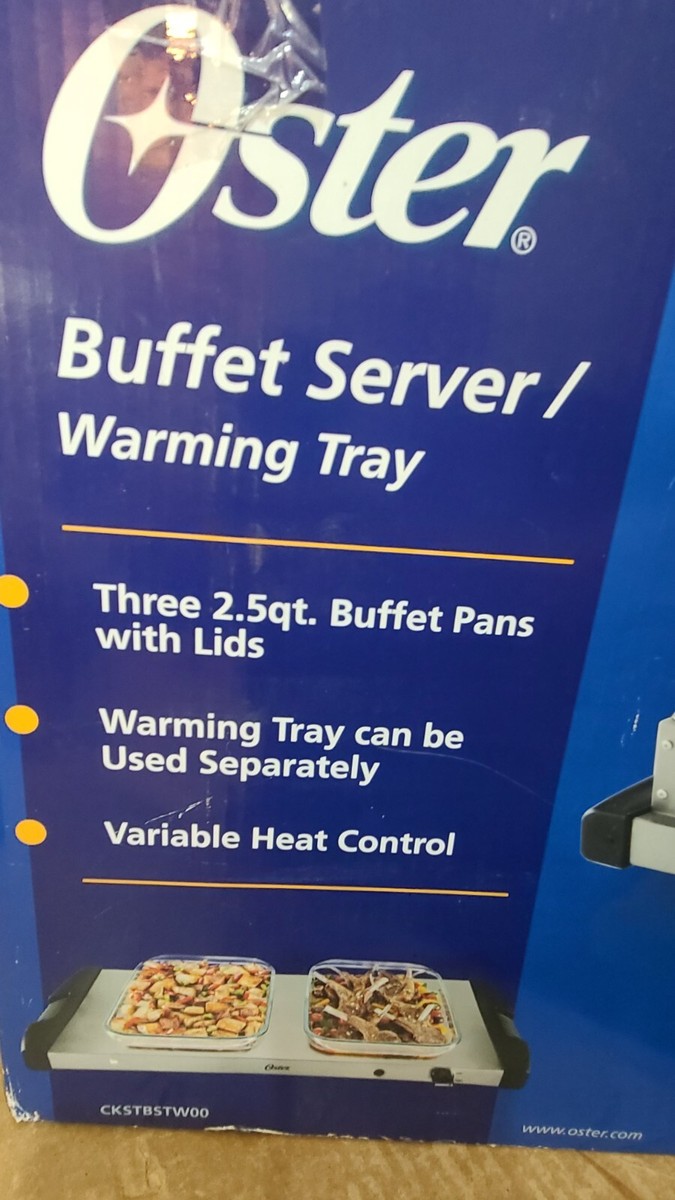 Oster®
Buffet Server /
Warming Tray
Three 2.5qt. Buffet Pans
with Lids
Warming Tray can be
Used Separately
Variable Heat Control
Oster
CKSTBSTW00
www.oster.com